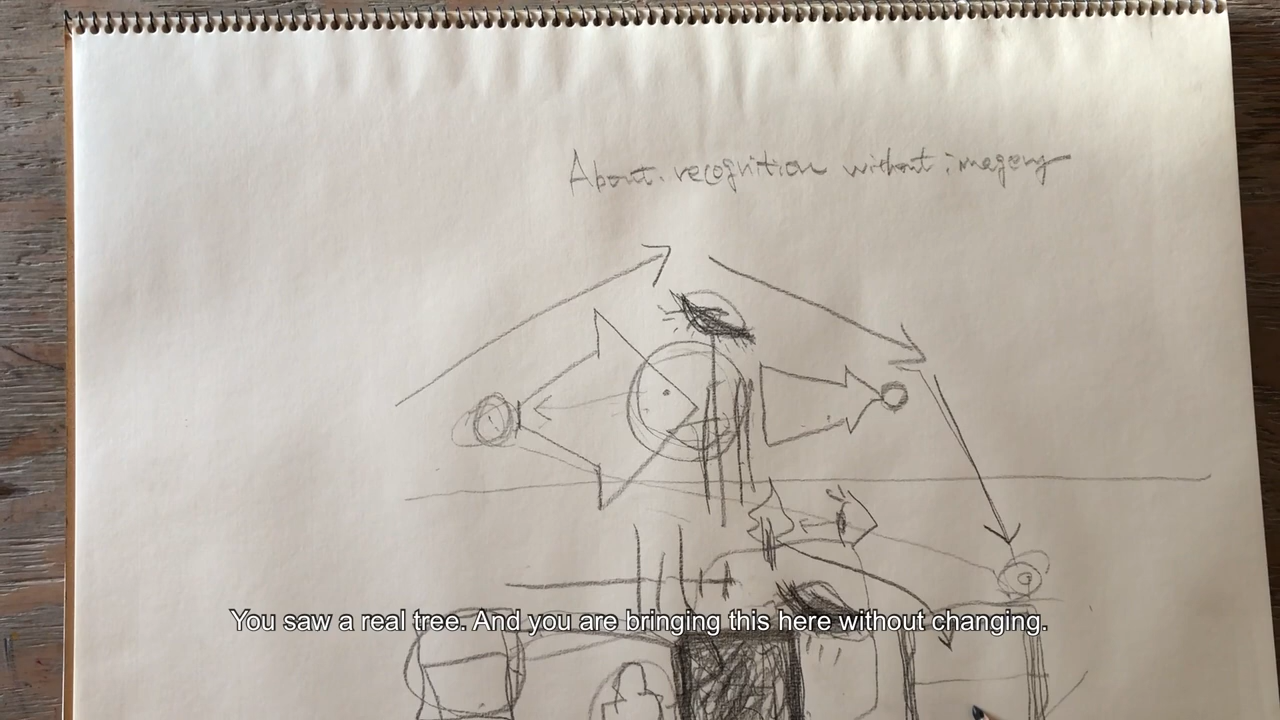 About. recognition without imagery
You saw a real tree. And you are bringing this here without changing.